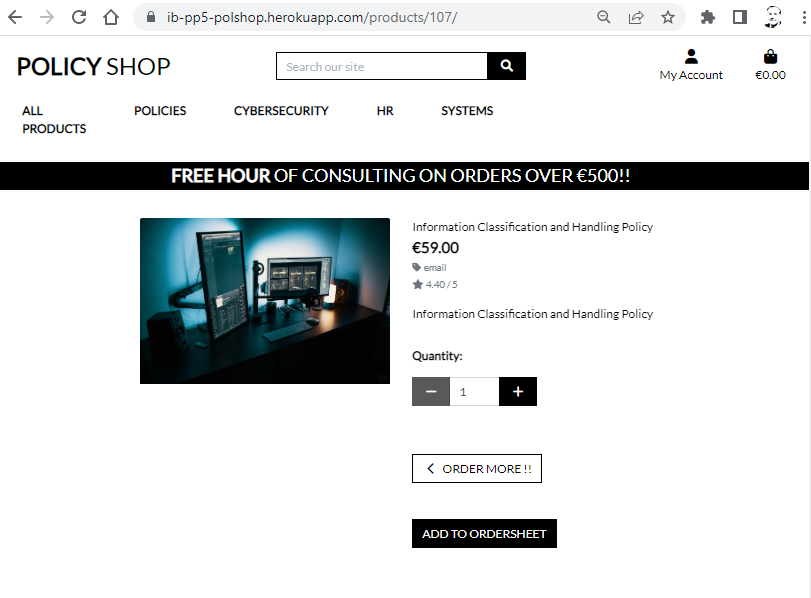 ib-pp5-polshop.herokuapp.com/products/107/
POLICY SHOP
Search our site
My Account
€0.00
ALL PRODUCTS
POLICIES
CYBERSECURITY
HR
SYSTEMS
FREE HOUR OF CONSULTING ON ORDERS OVER €500!!
Information Classification and Handling Policy
€59.00
email
4.40 / 5
Information Classification and Handling Policy
Quantity:
1
ORDER MORE !!
ADD TO ORDERSHEET